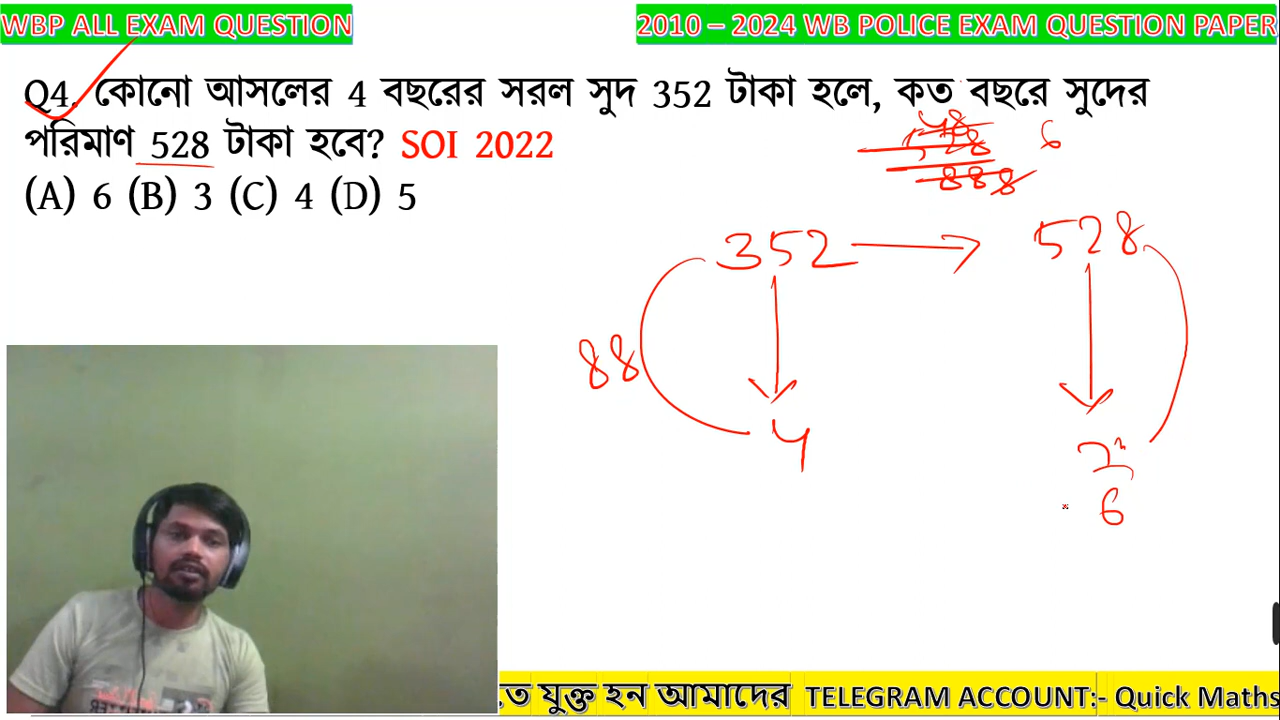 WBP ALL EXAM QUESTION
2010 – 2024 WB POLICE EXAM QUESTION PAPER
Q4. কোনো আসলের 4 বছরের সরল সুদ 352 টাকা হলে, কত বছরে সুদের
পরিমাণ 528 টাকা হবে? SOI 2022
(A) 6 (B) 3 (C) 4 (D) 5
6
888
352 → 528
88
4
6
তে যুক্ত হন আমাদের TELEGRAM ACCOUNT:- Quick Maths